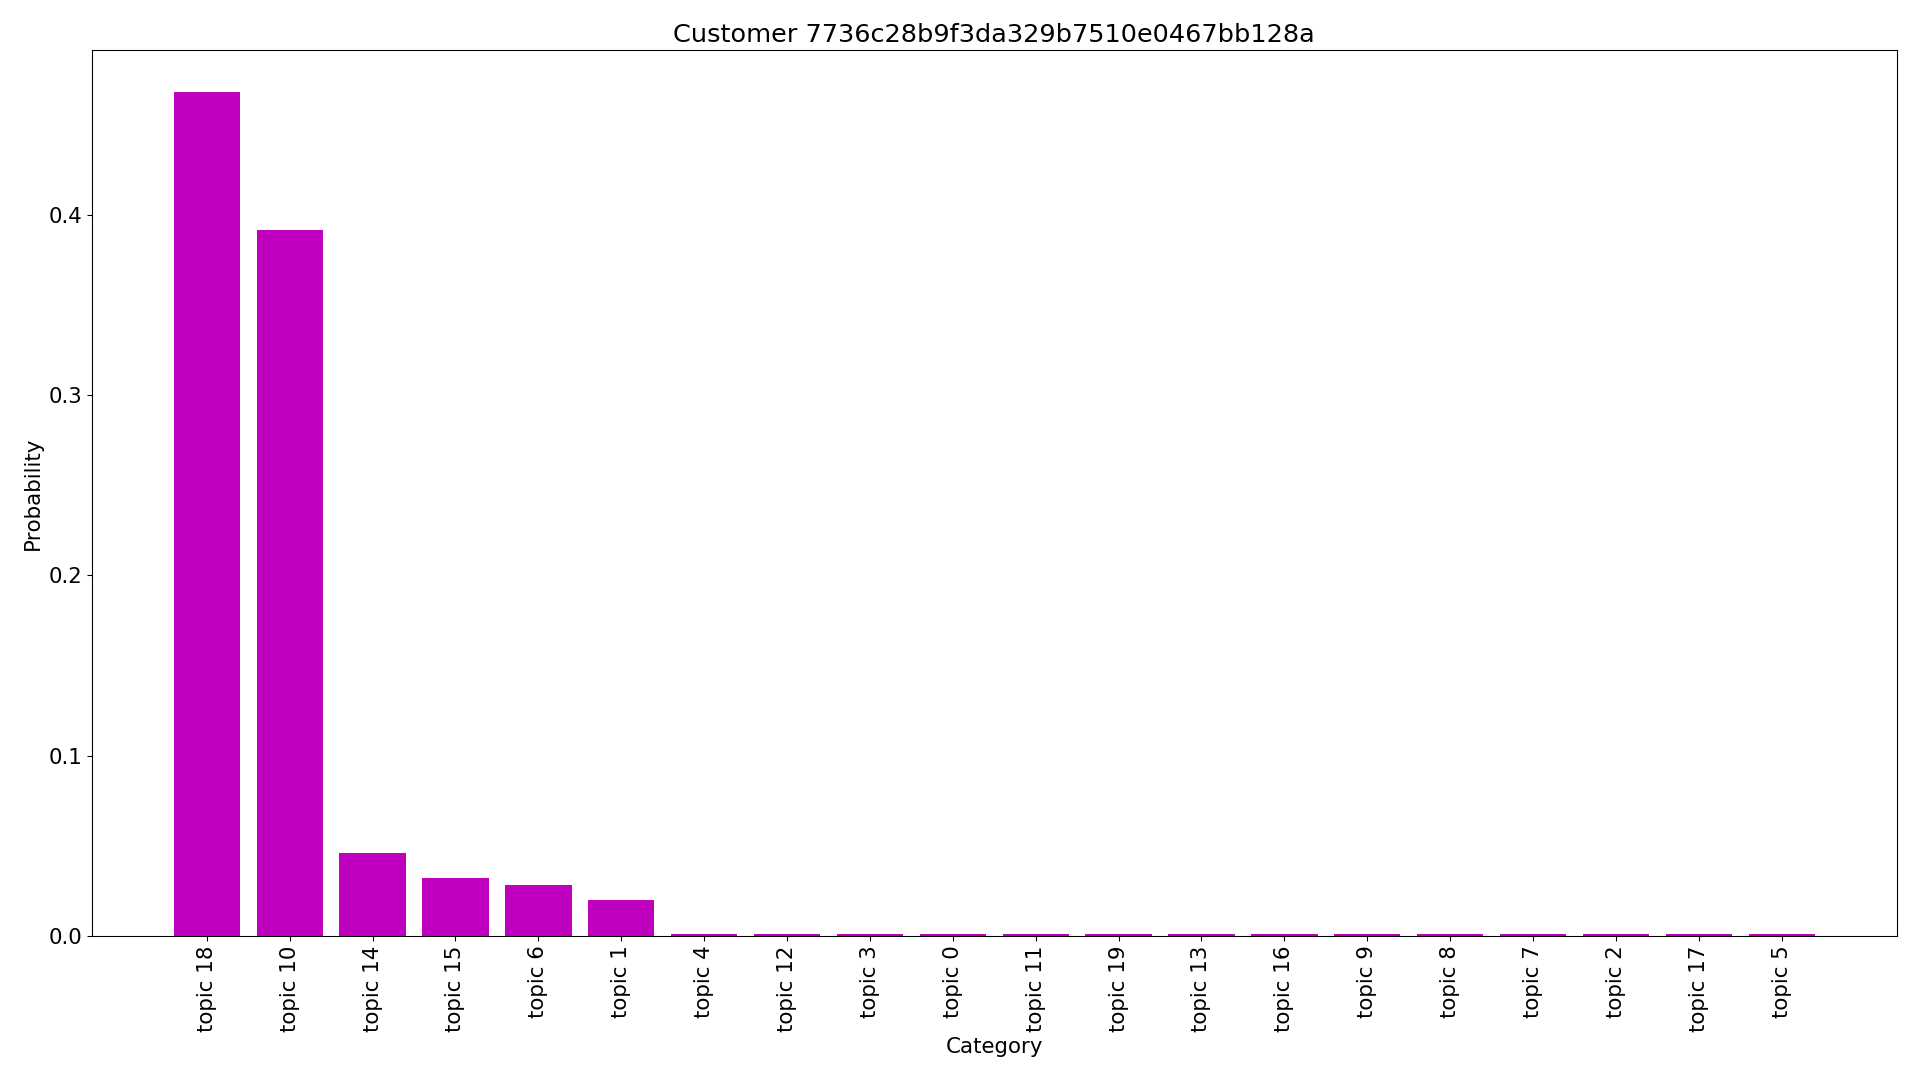 Customer 7736c28b9f3da329b7510e0467bb128a
Probability
0.4
0.3
0.2
0.1
0.0
topic 18
topic 10
topic 14
topic 15
topic 6
topic 1
topic 4
topic 12
topic 3
topic 0
topic 11
topic 19
topic 13
topic 16
topic 9
topic 8
topic 7
topic 2
topic 17
topic 5
Category